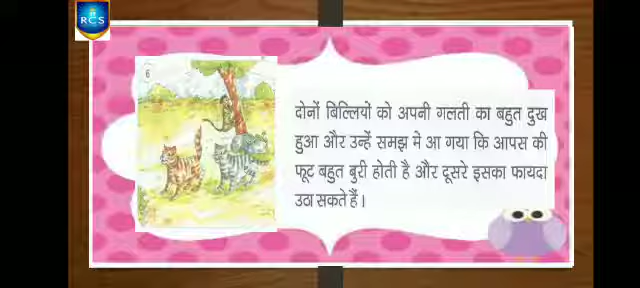 RCS
6
दोनों बिल्लियों को अपनी गलती का बहुत दुख
हुआ और उन्हें समझ मे आ गया कि आपस की
फूट बहुत बुरी होती है और दूसरे इसका फायदा
उठा सकते हैं।